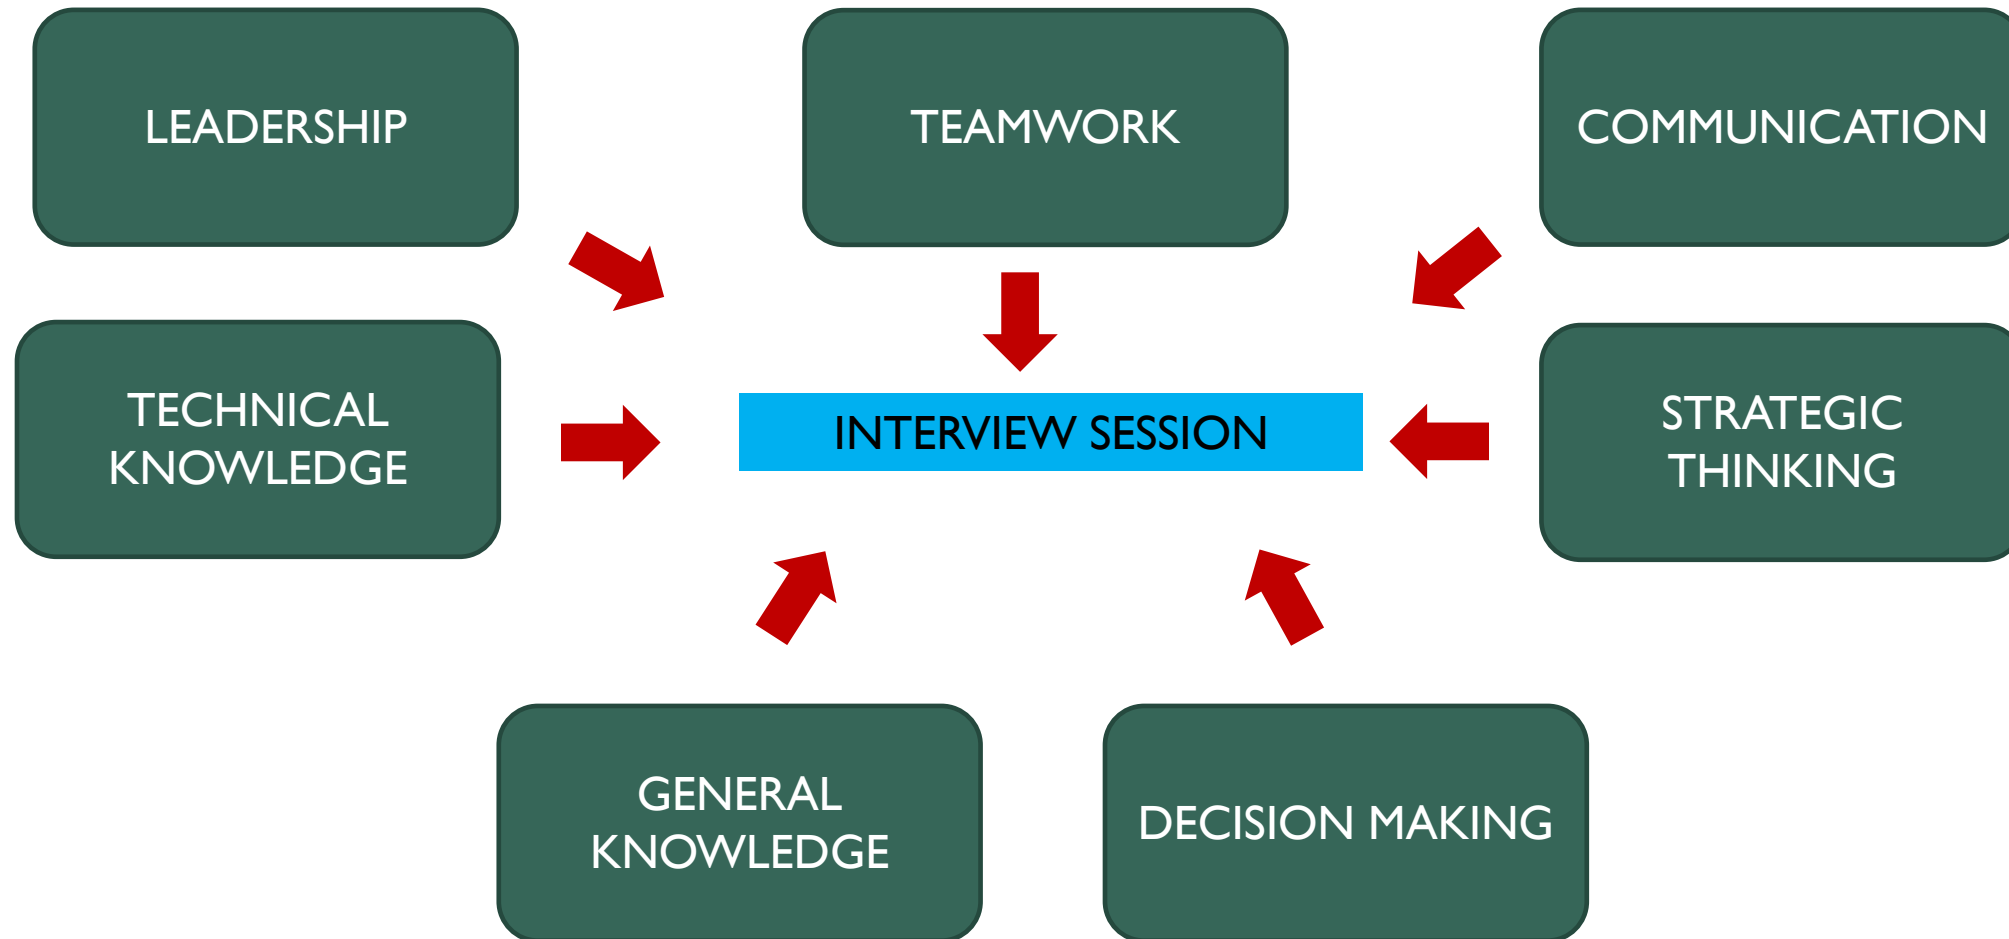 LEADERSHIP
TEAMWORK
COMMUNICATION
TECHNICAL
KNOWLEDGE
INTERVIEW SESSION
STRATEGIC
THINKING
GENERAL
KNOWLEDGE
DECISION MAKING